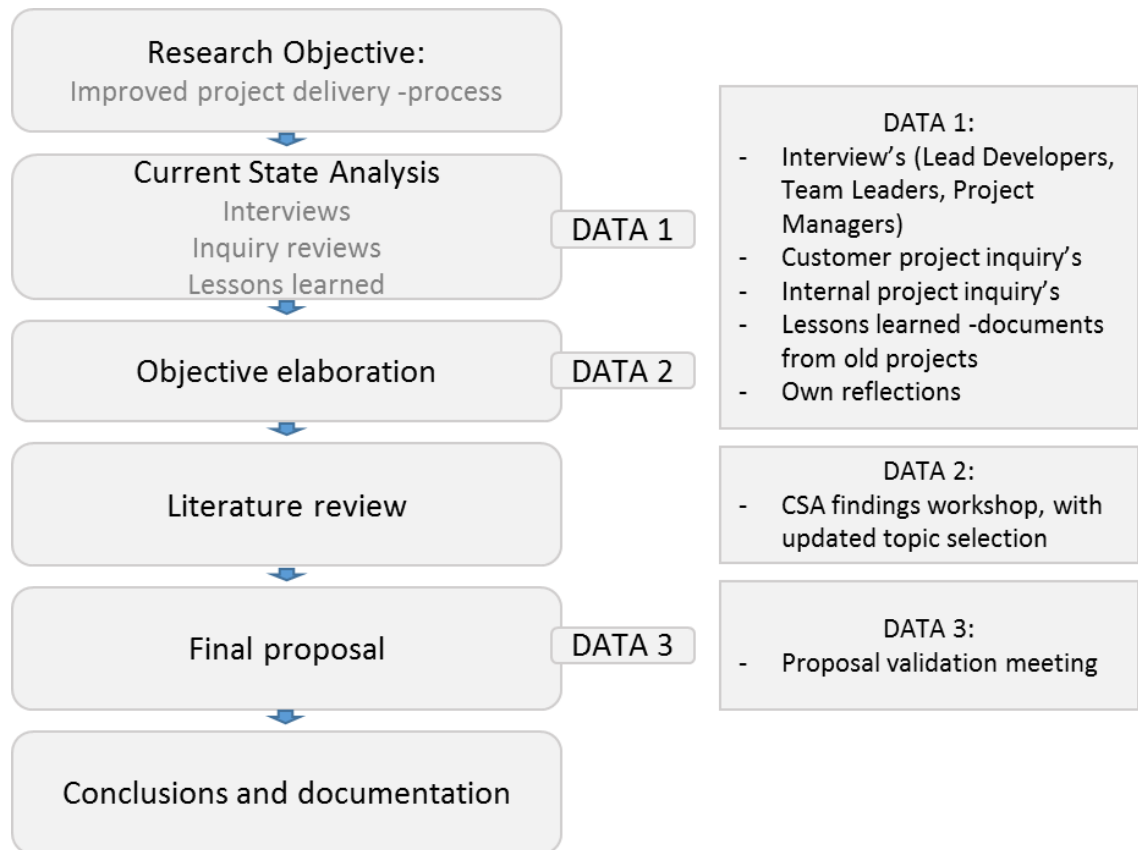 Research Objective:
Improved project delivery -process
Current State Analysis
Interviews
Inquiry reviews
Lessons learned
DATA 1
Objective elaboration
DATA 2
Literature review
Final proposal
DATA 3
Conclusions and documentation
DATA 1:
- Interview’s (Lead Developers,
Team Leaders, Project
Managers)
- Customer project inquiry’s
- Internal project inquiry’s
- Lessons learned -documents
from old projects
- Own reflections
DATA 2:
- CSA findings workshop, with
updated topic selection
DATA 3:
- Proposal validation meeting